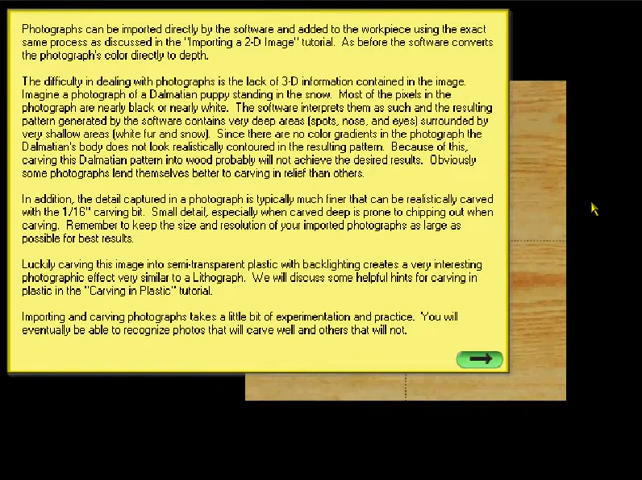 Photographs can be imported directly by the software and added to the workpiece using the exact
same process as discussed in the "Importing a 2-D Image" tutorial. As before the software converts
the photograph's color directly to depth.
The difficulty in dealing with photographs is the lack of 3-D information contained in the image.
Imagine a photograph of a Dalmatian puppy standing in the snow. Most of the pixels in the
photograph are nearly black or nearly white. The software interprets them as such and the resulting
pattern generated by the software contains very deep areas (spots, nose, and eyes) surrounded by
very shallow areas (white fur and snow). Since there are no color gradients in the photograph the
Dalmatian's body does not look realistically contoured in the resulting pattern. Because of this,
carving this Dalmatian pattern into wood probably will not achieve the desired results. Obviously
some photographs lend themselves better to carving in relief than others.
In addition, the detail captured in a photograph is typically much finer that can be realistically carved
with the 1/16" carving bit. Small detail, especially when carved deep is prone to chipping out when
carving. Remember to keep the size and resolution of your imported photographs as large as
possible for best results.
Luckily carving this image into semi-transparent plastic with backlighting creates a very interesting
photographic effect very similar to a Lithograph. We will discuss some helpful hints for carving in
plastic in the "Carving in Plastic" tutorial.
Importing and carving photographs takes a little bit of experimentation and practice. You will
eventually be able to recognize photos that will carve well and others that will not.